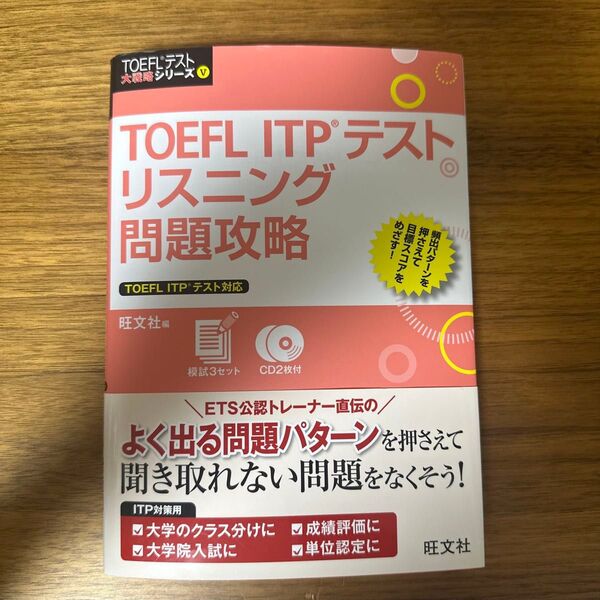 TOEFL®テスト
大戦略シリーズ V
TOEFL ITP®テスト
リスニング
問題攻略
頻出パターンを
押さえて
目標スコアを
めざす!
TOEFL ITP®テスト対応
旺文社 編
模試3セット
CD2枚付
ETS公認トレーナー直伝の
よく出る問題パターンを押さえて
聞き取れない問題をなくそう!
ITP対策用
大学のクラス分けに
成績評価に
大学院入試に
単位認定に
旺文社